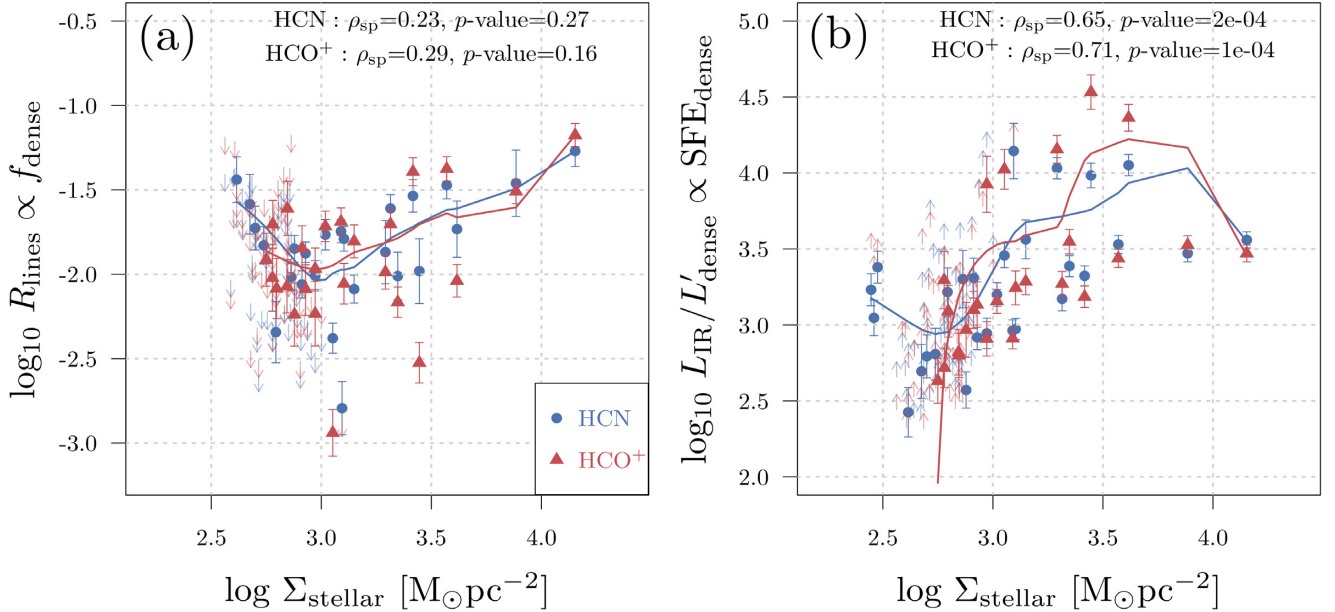 (a)
HCN : ρsp=0.23, p-value=0.27
HCO+ : ρsp=0.29, p-value=0.16
log10 Rlines ∝ fdense
-0.5
-1.0
-1.5
-2.0
-2.5
-3.0
HCN
HCO+
2.5 3.0 3.5 4.0
log Σstellar [M⊙pc−2]
(b)
HCN : ρsp=0.65, p-value=2e-04
HCO+ : ρsp=0.71, p-value=1e-04
log10 LIR/L′dense ∝ SFEdense
5.0
4.5
4.0
3.5
3.0
2.5
2.0
2.5 3.0 3.5 4.0
log Σstellar [M⊙pc−2]